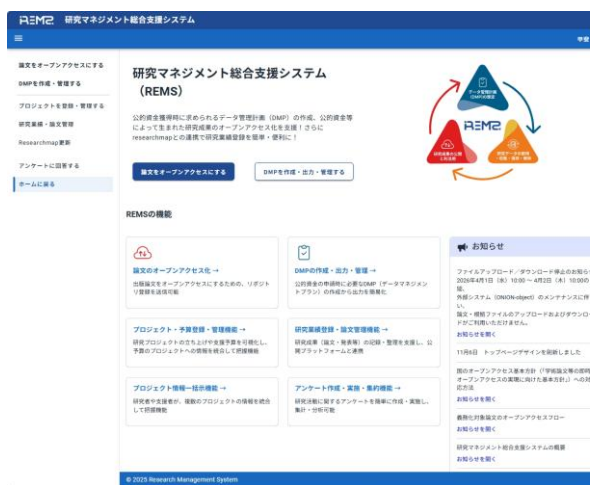 REMS 研究マネジメント総合支援システム
論文をオープンアクセスにする
DMPを作成・管理する
プロジェクトを登録・管理する
研究業績・論文管理
Researchmap更新
アンケートに回答する
ホームに戻る
研究マネジメント総合支援システム
（REMS）
公的資金獲得時に求められるデータ管理計画（DMP）の作成、公的資金等
によって生まれた研究成果のオープンアクセス化を支援！さらに
researchmapとの連携で研究業績登録を簡単・便利に！
論文をオープンアクセスにする
DMPを作成・出力・管理する
データ管理計画
(DMP)の作成
REMS
研究成果の公開
REMSの機能
論文のオープンアクセス化 →
出版論文をオープンアクセスにするための、リポジト
リ登録を送信可能
DMPの作成・出力・管理 →
公的資金の申請時に必要なDMP（データマネジメン
トプラン）の作成から出力を簡易化
プロジェクト・予算登録・管理機能 →
研究プロジェクトの立ち上げや支援予算を可視化し、
予算のプロジェクトへの情報を統合して把握機能
研究業績登録・論文管理機能 →
研究成果（論文・発表等）の記録・整理を支援し、公
開プラットフォームと連携
プロジェクト情報一括示機能 →
研究者や支援者が、複数のプロジェクトの情報を統合
して把握機能
アンケート作成・実施・集約機能 →
研究活動に関するアンケートを簡単に作成・実施し、
集計・分析可能
お知らせ
ファイルアップロード／ダウンロード停止のお知らせ
2026年4月1日（水）10:00 ～ 4月2日（木）10:00の
間、
外部システム（ONION-object）のメンテナンスに伴
い、
論文・根拠ファイルのアップロードおよびダウンロー
ドがご利用いただけません。
お知らせを開く
11月6日 トップページデザインを刷新しました
国のオープンアクセス基本方針（「学術論文等の即時
オープンアクセスの実現に向けた基本方針」）への対
応方法
お知らせを開く
義務化対象論文のオープンアクセスフロー
お知らせを開く
研究マネジメント総合支援システムの概要
お知らせを開く
© 2025 Research Management System